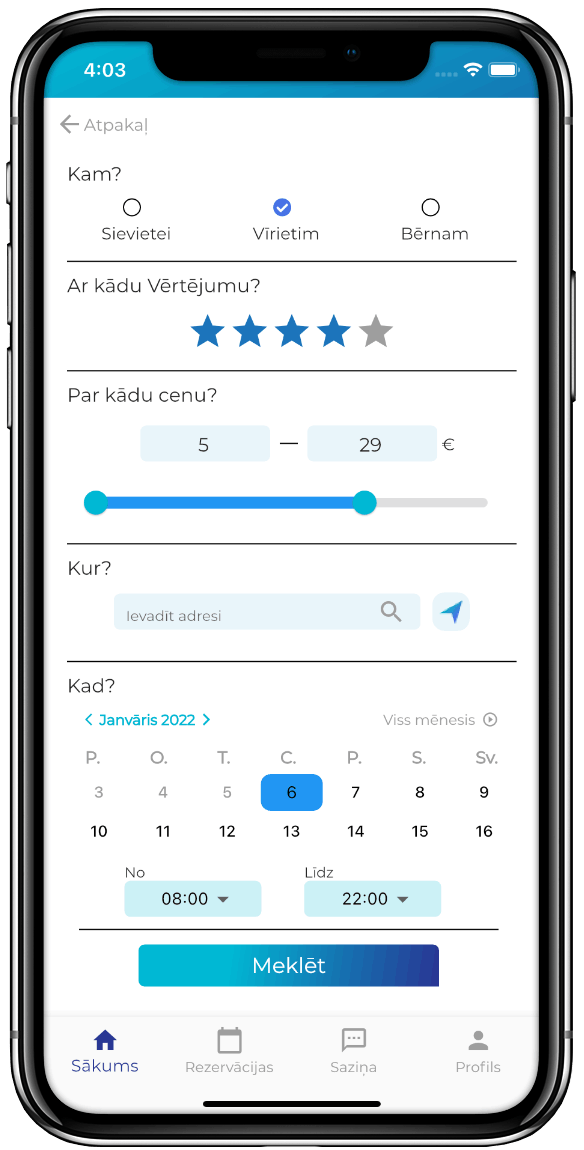 4:03
Atpakaļ
Kam?
Sievietei Vīrietim Bērnam
Ar kādu Vērtējumu?
Par kādu cenu?
5 — 29 €
Kur?
Ievadīt adresi
Kad?
Janvāris 2022 Viss mēnesis
P. O. T. C. P. S. Sv.
3 4 5 6 7 8 9
10 11 12 13 14 15 16
No Līdz
08:00 22:00
Meklēt
Sākums Rezervācijas Saziņa Profils